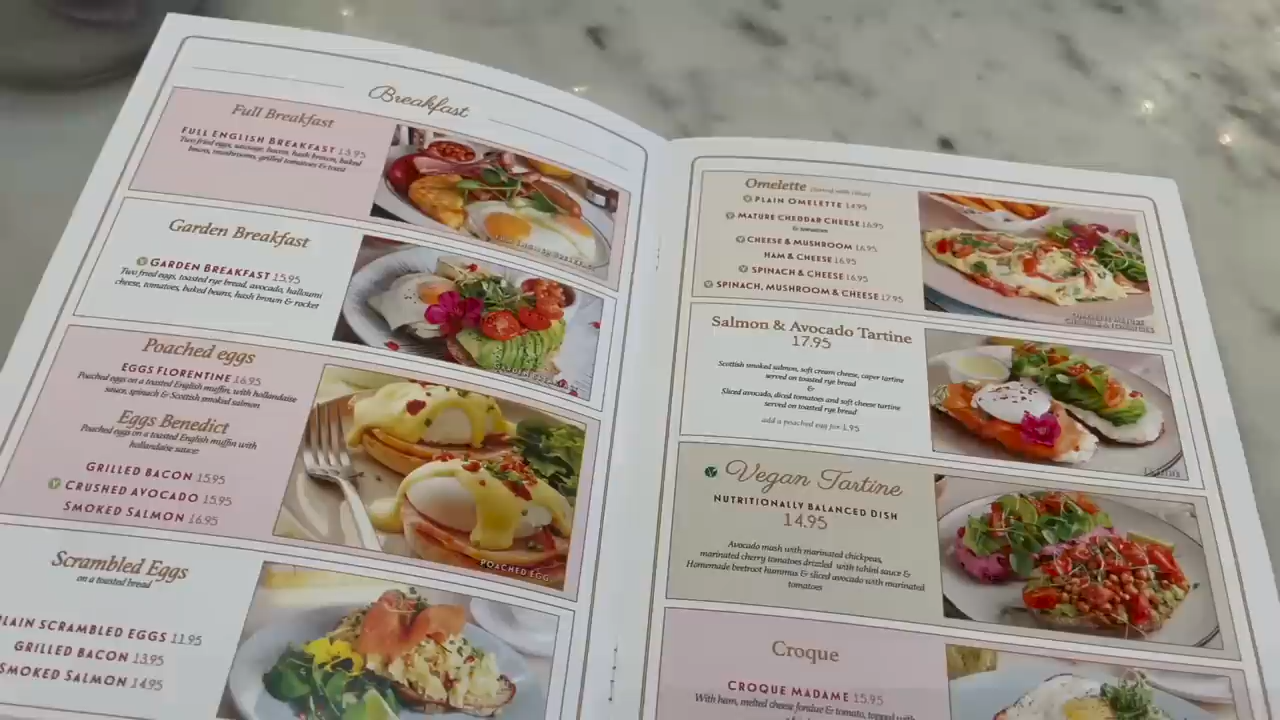 Breakfast
Full Breakfast
FULL ENGLISH BREAKFAST 15.95
Two fried eggs, sausage, bacon, hash brown, baked
beans, mushrooms, grilled tomatoes & toast
Garden Breakfast
GARDEN BREAKFAST 15.95
Two fried eggs, toasted rye bread, avocado, halloumi
cheese, tomatoes, baked beans, hash brown & rocket
Poached eggs
EGGS FLORENTINE 16.95
Poached eggs on a toasted English muffin, with hollandaise
sauce, spinach & Scottish smoked salmon
Eggs Benedict
Poached eggs on a toasted English muffin with
hollandaise sauce:
GRILLED BACON 15.95
CRUSHED AVOCADO 15.95
SMOKED SALMON 16.95
POACHED EGG
Scrambled Eggs
on a toasted bread
PLAIN SCRAMBLED EGGS 11.95
GRILLED BACON 13.95
SMOKED SALMON 14.95
Omelette
PLAIN OMELETTE 14.95
MATURE CHEDDAR CHEESE 16.95
& tomatoes
CHEESE & MUSHROOM 16.95
HAM & CHEESE 16.95
SPINACH & CHEESE 16.95
SPINACH, MUSHROOM & CHEESE 17.95
Salmon & Avocado Tartine
17.95
Scottish smoked salmon, soft cream cheese, caper tartine
served on toasted rye bread
&
Sliced avocado, diced tomatoes and soft cheese tartine
served on toasted rye bread
add a poached egg for 1.95
Vegan Tartine
NUTRITIONALLY BALANCED DISH
14.95
Avocado mash with marinated chickpeas,
marinated cherry tomatoes drizzled with tahini sauce &
Homemade beetroot hummus & sliced avocado with marinated
tomatoes
Croque
CROQUE MADAME 15.95
With ham, melted cheese fondue & tomato, topped with